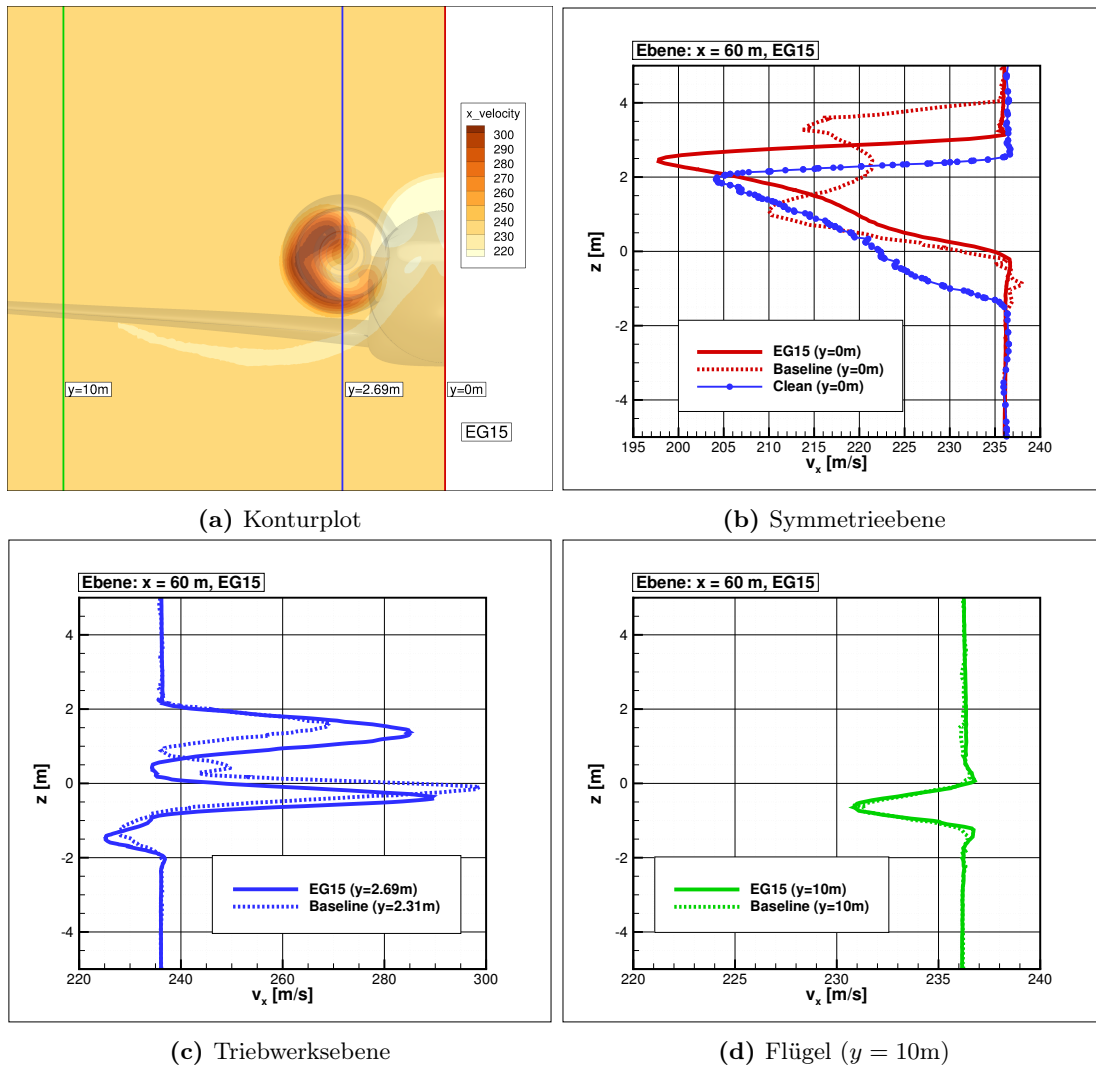 x_velocity
300
290
280
270
260
250
240
230
220
y=10m
y=2.69m
y=0m
EG15
(a) Konturplot
Ebene: x = 60 m, EG15
z [m]
4
2
0
-2
-4
EG15 (y=0m)
Baseline (y=0m)
Clean (y=0m)
195 200 205 210 215 220 225 230 235 240
v_x [m/s]
(b) Symmetrieebene
Ebene: x = 60 m, EG15
z [m]
4
2
0
-2
-4
EG15 (y=2.69m)
Baseline (y=2.31m)
220 240 260 280 300
v_x [m/s]
(c) Triebwerksebene
Ebene: x = 60 m, EG15
z [m]
4
2
0
-2
-4
EG15 (y=10m)
Baseline (y=10m)
220 225 230 235 240
v_x [m/s]
(d) Flügel (y = 10m)